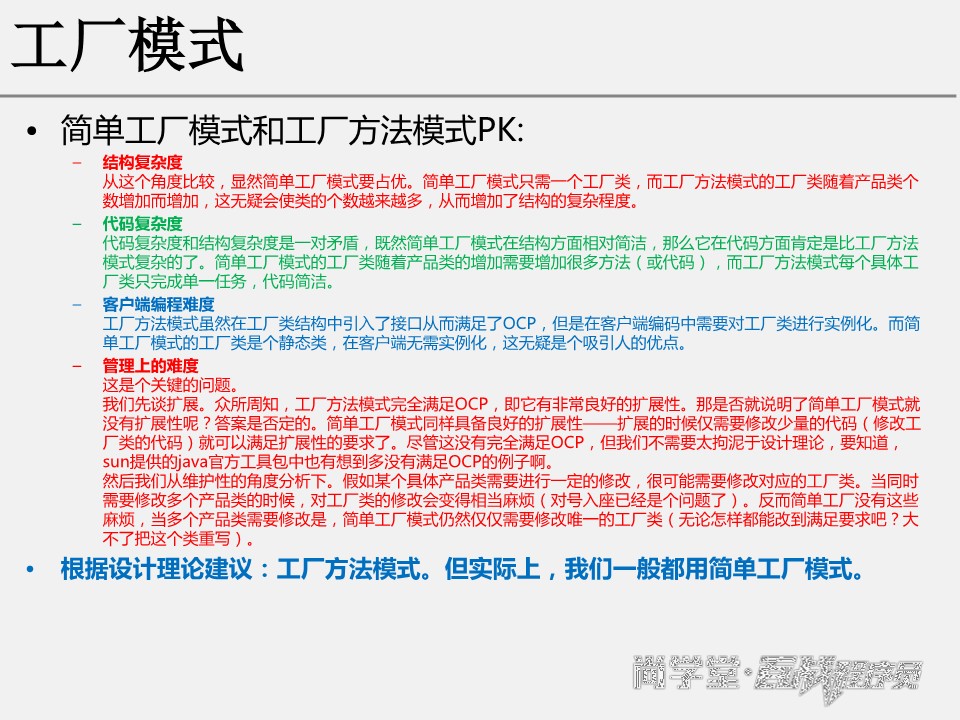 工厂模式
• 简单工厂模式和工厂方法模式PK:
– 结构复杂度
从这个角度比较，显然简单工厂模式要占优。简单工厂模式只需一个工厂类，而工厂方法模式的工厂类随着产品类个
数增加而增加，这无疑会使类的个数越来越多，从而增加了结构的复杂程度。
– 代码复杂度
代码复杂度和结构复杂度是一对矛盾，既然简单工厂模式在结构方面相对简洁，那么它在代码方面肯定是比工厂方法
模式复杂的了。简单工厂模式的工厂类随着产品类的增加需要增加很多方法（或代码），而工厂方法模式每个具体工
厂类只完成单一任务，代码简洁。
– 客户端编程难度
工厂方法模式虽然在工厂类结构中引入了接口从而满足了OCP，但是在客户端编码中需要对工厂类进行实例化。而简
单工厂模式的工厂类是个静态类，在客户端无需实例化，这无疑是个吸引人的优点。
– 管理上的难度
这是个关键的问题。
我们先谈扩展。众所周知，工厂方法模式完全满足OCP，即它有非常良好的扩展性。那是否就说明了简单工厂模式就
没有扩展性呢？答案是否定的。简单工厂模式同样具备良好的扩展性——扩展的时候仅需要修改少量的代码（修改工
厂类的代码）就可以满足扩展性的要求了。尽管这没有完全满足OCP，但我们不需要太拘泥于设计理论，要知道，
sun提供的java官方工具包中也有想到多没有满足OCP的例子啊。
然后我们从维护性的角度分析下。假如某个具体产品类需要进行一定的修改，很可能需要修改对应的工厂类。当同时
需要修改多个产品类的时候，对工厂类的修改会变得相当麻烦（对号入座已经是个问题了）。反而简单工厂没有这些
麻烦，当多个产品类需要修改是，简单工厂模式仍然仅仅需要修改唯一的工厂类（无论怎样都能改到满足要求吧？大
不了把这个类重写）。
• 根据设计理论建议：工厂方法模式。但实际上，我们一般都用简单工厂模式。
尚学堂·